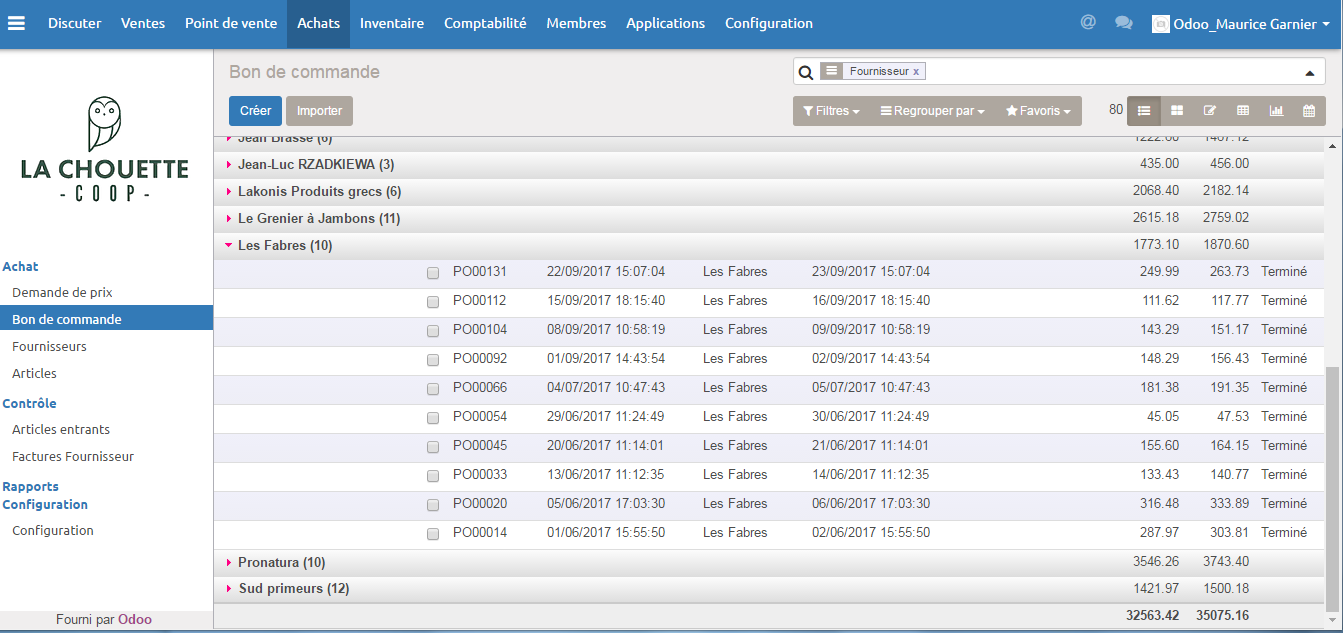 Discuter Ventes Point de vente Achats Inventaire Comptabilité Membres Applications Configuration @ Odoo_Maurice Garnier
Bon de commande Fournisseur x
Créer Importer Filtres Regrouper par Favoris 80
LA CHOUETTE
- COOP -
Achat
Demande de prix
Bon de commande
Fournisseurs
Articles
Contrôle
Articles entrants
Factures Fournisseur
Rapports
Configuration
Configuration
Fourni par Odoo
Jean Brasse (6) 1222.60 1467.12
Jean-Luc RZADKIEWA (3) 435.00 456.00
Lakonis Produits grecs (6) 2068.40 2182.14
Le Grenier à Jambons (11) 2615.18 2759.02
Les Fabres (10) 1773.10 1870.60
PO00131 22/09/2017 15:07:04 Les Fabres 23/09/2017 15:07:04 249.99 263.73 Terminé
PO00112 15/09/2017 18:15:40 Les Fabres 16/09/2017 18:15:40 111.62 117.77 Terminé
PO00104 08/09/2017 10:58:19 Les Fabres 09/09/2017 10:58:19 143.29 151.17 Terminé
PO00092 01/09/2017 14:43:54 Les Fabres 02/09/2017 14:43:54 148.29 156.43 Terminé
PO00066 04/07/2017 10:47:43 Les Fabres 05/07/2017 10:47:43 181.38 191.35 Terminé
PO00054 29/06/2017 11:24:49 Les Fabres 30/06/2017 11:24:49 45.05 47.53 Terminé
PO00045 20/06/2017 11:14:01 Les Fabres 21/06/2017 11:14:01 155.60 164.15 Terminé
PO00033 13/06/2017 11:12:35 Les Fabres 14/06/2017 11:12:35 133.43 140.77 Terminé
PO00020 05/06/2017 17:03:30 Les Fabres 06/06/2017 17:03:30 316.48 333.89 Terminé
PO00014 01/06/2017 15:55:50 Les Fabres 02/06/2017 15:55:50 287.97 303.81 Terminé
Pronatura (10) 3546.26 3743.40
Sud primeurs (12) 1421.97 1500.18
32563.42 35075.16